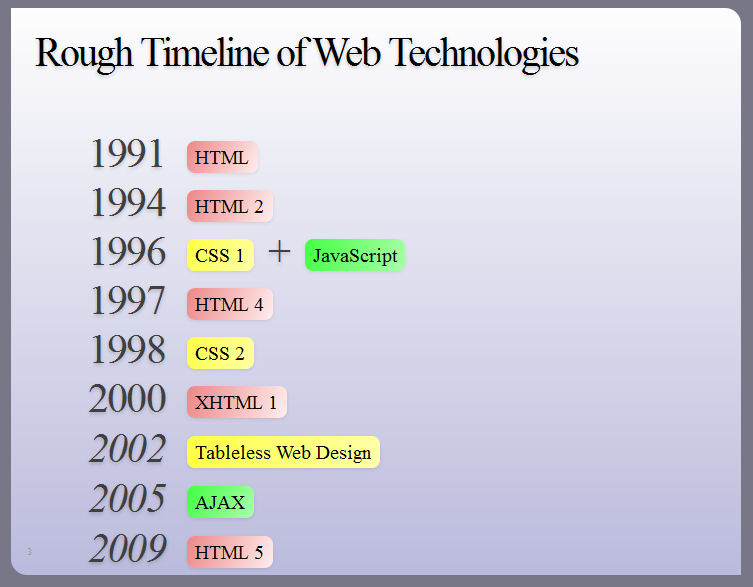 Rough Timeline of Web Technologies
1991 HTML
1994 HTML 2
1996 CSS 1 + JavaScript
1997 HTML 4
1998 CSS 2
2000 XHTML 1
2002 Tableless Web Design
2005 AJAX
2009 HTML 5
3